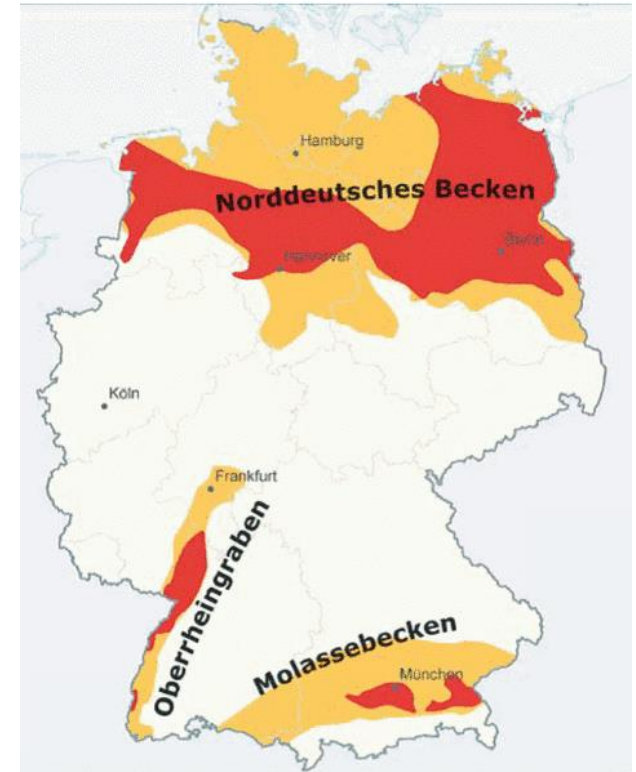 Hamburg
Norddeutsches Becken
Hannover
Berlin
Köln
Frankfurt
Oberrheingraben
Molassebecken
München